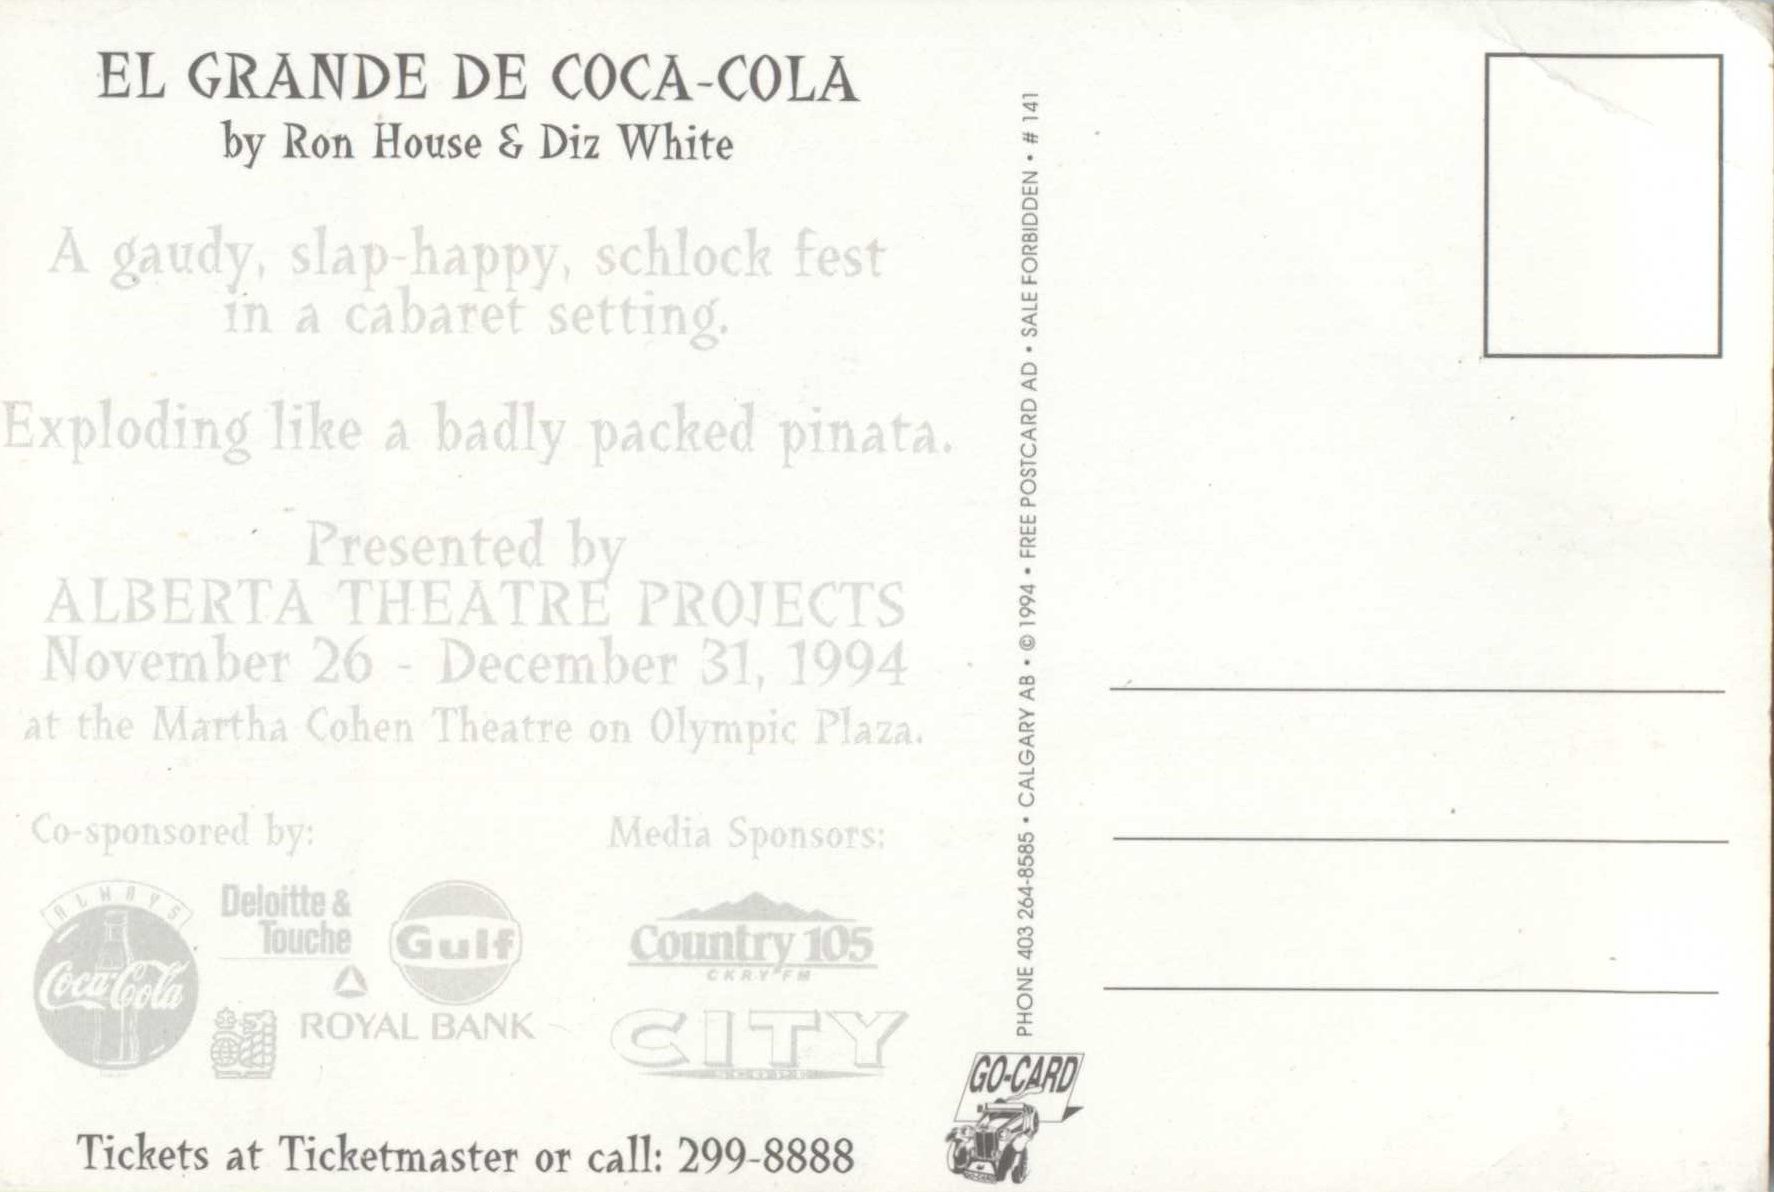 EL GRANDE DE COCA-COLA
by Ron House & Diz White
A gaudy, slap-happy, schlock fest
in a cabaret setting.
Exploding like a badly packed pinata.
Presented by
ALBERTA THEATRE PROJECTS
November 26 - December 31, 1994
at the Martha Cohen Theatre on Olympic Plaza.
Co-sponsored by:
ALWAYS
Coca-Cola
Deloitte &
Touche
Gulf
ROYAL BANK
Media Sponsors:
Country 105
CKRY FM
CITY
Tickets at Ticketmaster or call: 299-8888
PHONE 403 264-8585 • CALGARY AB • © 1994 • FREE POSTCARD AD • SALE FORBIDDEN • # 141
GO-CARD